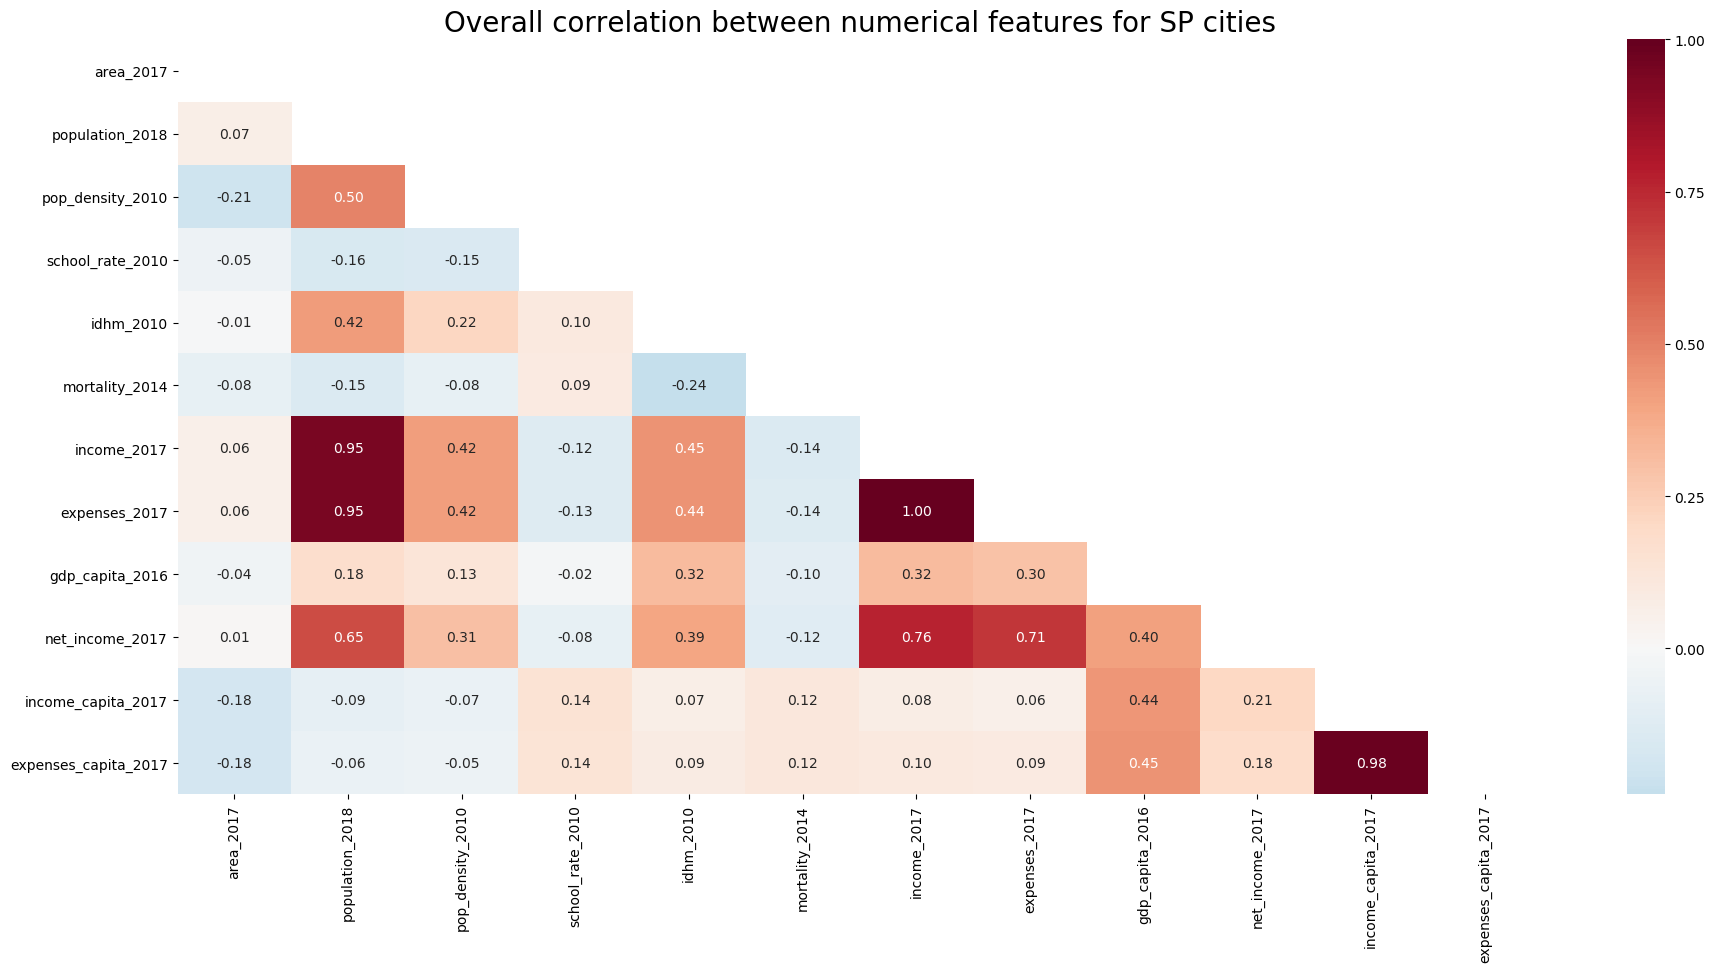 Overall correlation between numerical features for SP cities
1.00
area_2017
population_2018 0.07
pop_density_2010 -0.21 0.50
0.75
school_rate_2010 -0.05 -0.16 -0.15
idhm_2010 -0.01 0.42 0.22 0.10
0.50
mortality_2014 -0.08 -0.15 -0.08 0.09 -0.24
income_2017 0.06 0.95 0.42 -0.12 0.45 -0.14
0.25
expenses_2017 0.06 0.95 0.42 -0.13 0.44 -0.14 1.00
gdp_capita_2016 -0.04 0.18 0.13 -0.02 0.32 -0.10 0.32 0.30
net_income_2017 0.01 0.65 0.31 -0.08 0.39 -0.12 0.76 0.71 0.40
0.00
income_capita_2017 -0.18 -0.09 -0.07 0.14 0.07 0.12 0.08 0.06 0.44 0.21
expenses_capita_2017 -0.18 -0.06 -0.05 0.14 0.09 0.12 0.10 0.09 0.45 0.18 0.98
area_2017
population_2018
pop_density_2010
school_rate_2010
idhm_2010
mortality_2014
income_2017
expenses_2017
gdp_capita_2016
net_income_2017
income_capita_2017
expenses_capita_2017